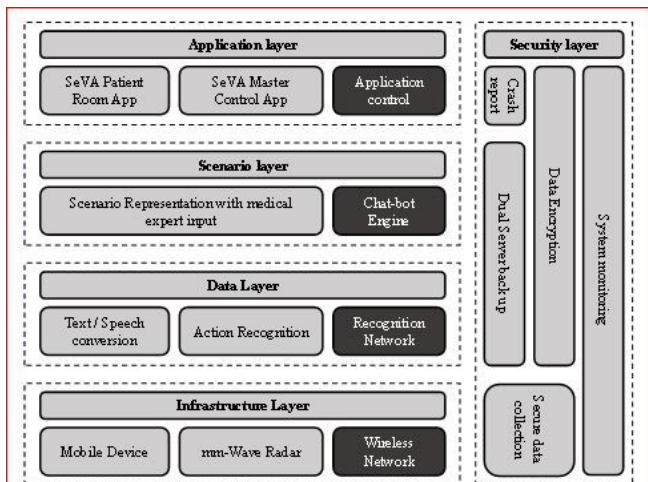 Application layer
SeVA Patient
Room App
SeVA Master
Control App
Application
control
Scenario layer
Scenario Representation with medical
expert input
Chat-bot
Engine
Data Layer
Text / Speech
conversion
Action Recognition
Recognition
Network
Infrastructure Layer
Mobile Device
mm-Wave Radar
Wireless
Network
Security layer
Crash
report
Dual Server back up
Data Encryption
System monitoring
Secure data
collection